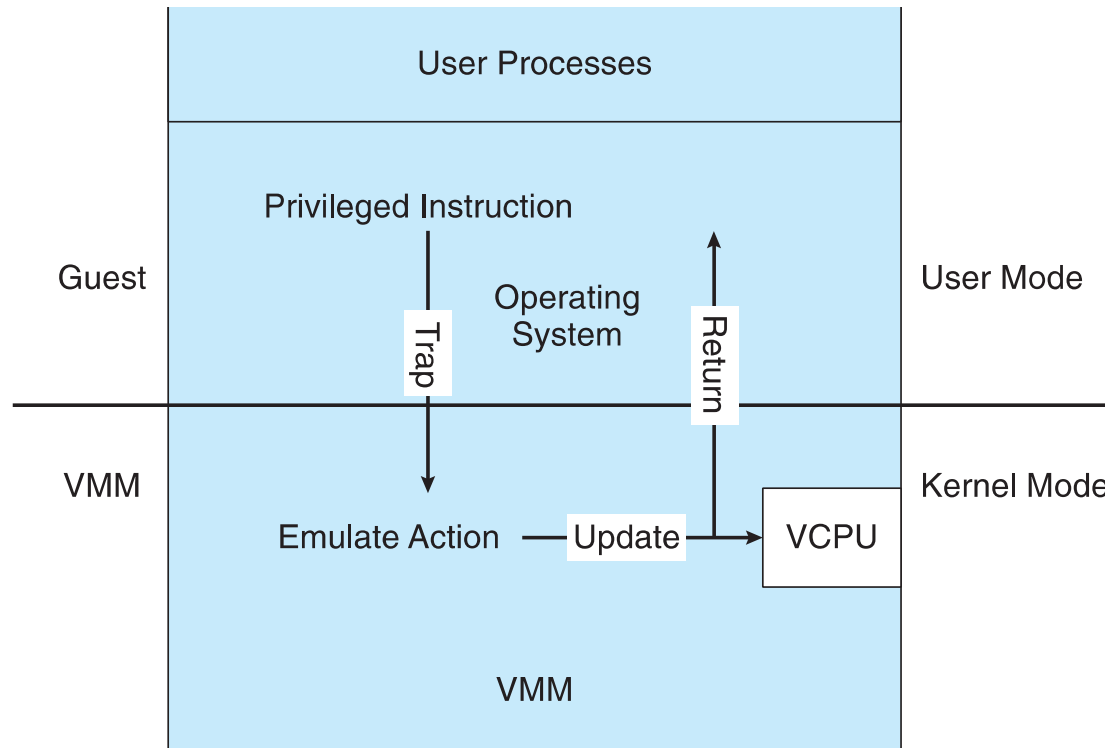 User Processes
Privileged Instruction
Guest
User Mode
Operating
System
Trap
Return
VMM
Kernel Mode
Emulate Action
Update
VCPU
VMM